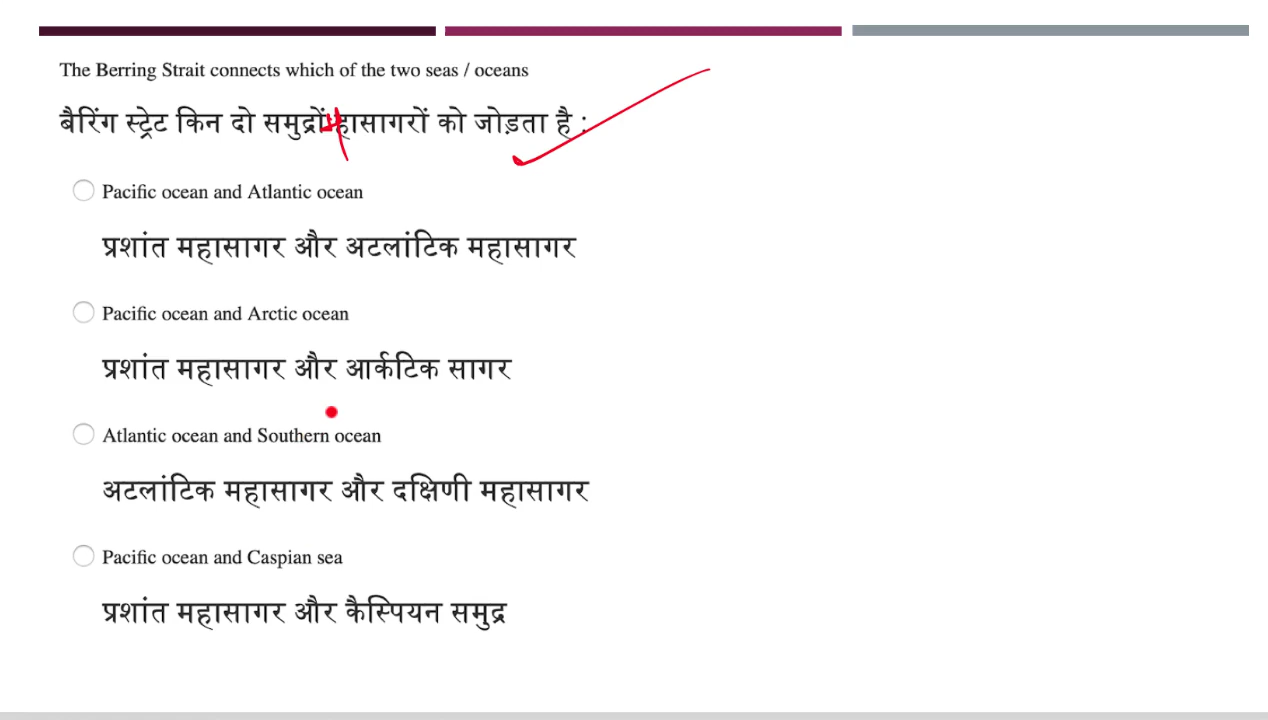 The Berring Strait connects which of the two seas / oceans
बैरिंग स्ट्रेट किन दो समुद्रों महासागरों को जोड़ता है :
Pacific ocean and Atlantic ocean
प्रशांत महासागर और अटलांटिक महासागर
Pacific ocean and Arctic ocean
प्रशांत महासागर और आर्कटिक सागर
Atlantic ocean and Southern ocean
अटलांटिक महासागर और दक्षिणी महासागर
Pacific ocean and Caspian sea
प्रशांत महासागर और कैस्पियन समुद्र